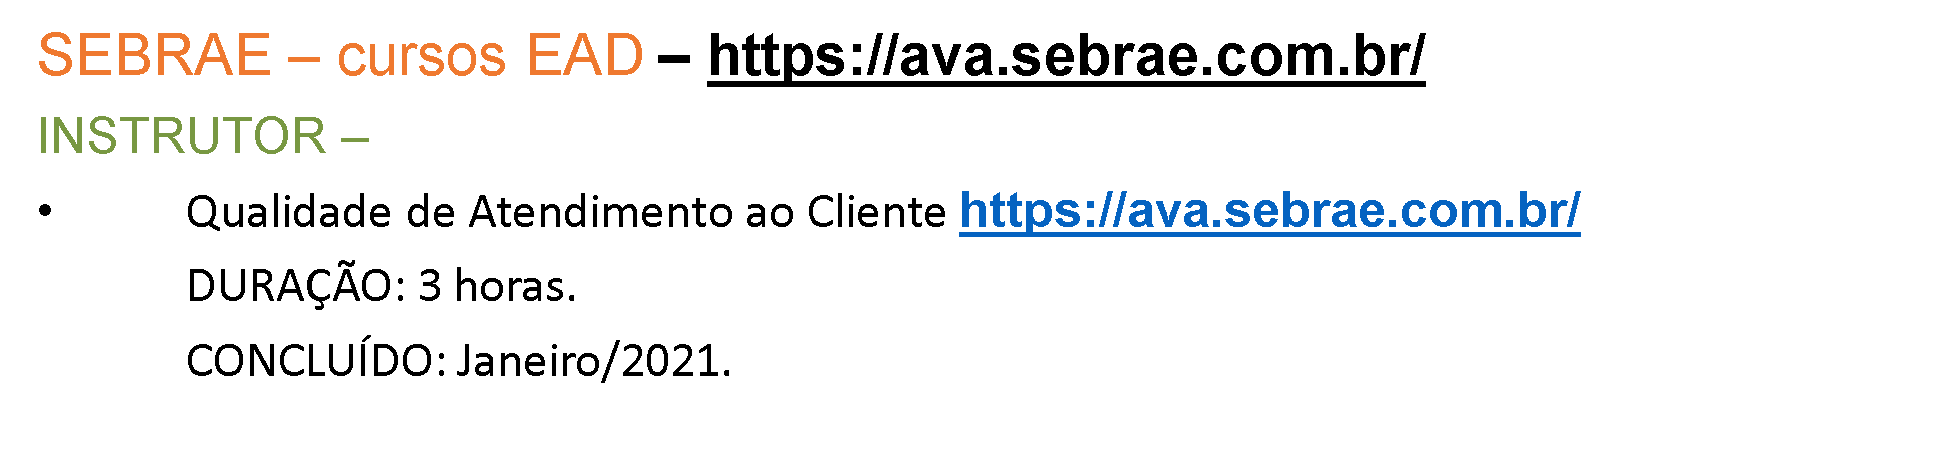 SEBRAE – cursos EAD – https://ava.sebrae.com.br/
INSTRUTOR –
• Qualidade de Atendimento ao Cliente https://ava.sebrae.com.br/
DURAÇÃO: 3 horas.
CONCLUÍDO: Janeiro/2021.